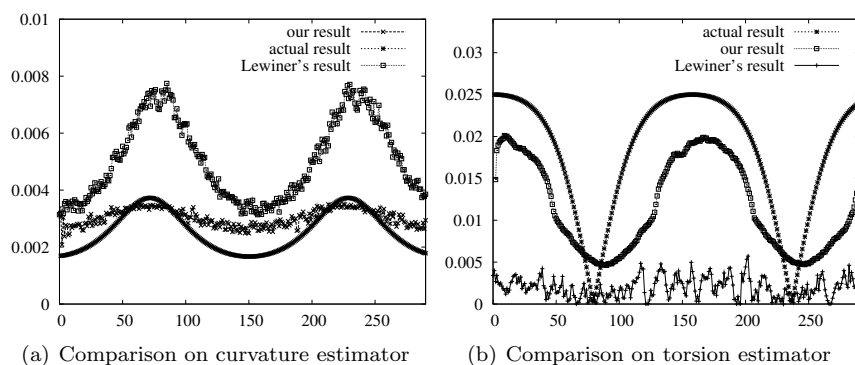 0.01
0.008
0.006
0.004
0.002
0
0 50 100 150 200 250
our result
actual result
Lewiner's result
(a) Comparison on curvature estimator
0.03
0.025
0.02
0.015
0.01
0.005
0
0 50 100 150 200 250
actual result
our result
Lewiner's result
(b) Comparison on torsion estimator